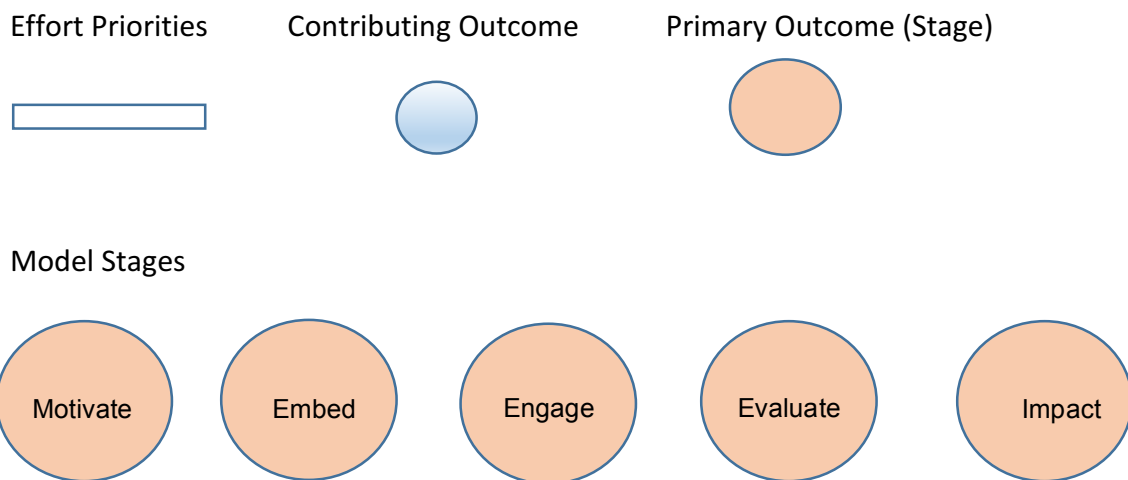 Effort Priorities Contributing Outcome Primary Outcome (Stage)
Model Stages
Motivate Embed Engage Evaluate Impact